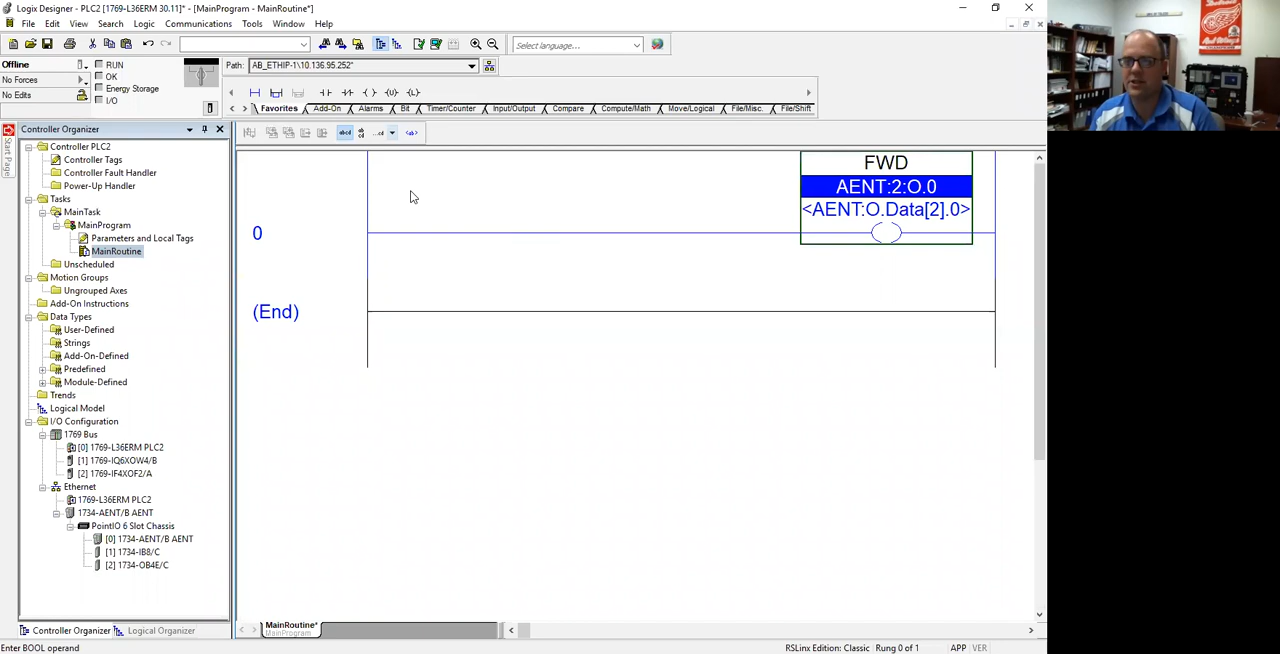 Logix Designer - PLC2 [1769-L36ERM 30.11]* - [MainProgram - MainRoutine*]
File Edit View Search Logic Communications Tools Window Help
Select language...
Offline
No Forces
No Edits
RUN
OK
Energy Storage
I/O
Path: AB_ETHIP-1\10.136.95.252*
Favorites Add-On Alarms Bit Timer/Counter Input/Output Compare Compute/Math Move/Logical File/Misc. File/Shift
Start Page
Controller Organizer
Controller PLC2
Controller Tags
Controller Fault Handler
Power-Up Handler
Tasks
MainTask
MainProgram
Parameters and Local Tags
MainRoutine
Unscheduled
Motion Groups
Ungrouped Axes
Add-On Instructions
Data Types
User-Defined
Strings
Add-On-Defined
Predefined
Module-Defined
Trends
Logical Model
I/O Configuration
1769 Bus
[0] 1769-L36ERM PLC2
[1] 1769-IQ6XOW4/B
[2] 1769-IF4XOF2/A
Ethernet
1769-L36ERM PLC2
1734-AENT/B AENT
PointIO 6 Slot Chassis
[0] 1734-AENT/B AENT
[1] 1734-IB8/C
[2] 1734-OB4E/C
Controller Organizer Logical Organizer
FWD
AENT:2:O.0
<AENT:O.Data[2].0>
0
(End)
MainRoutine*
MainProgram
Enter BOOL operand
RSLinx Edition: Classic Rung 0 of 1 APP VER